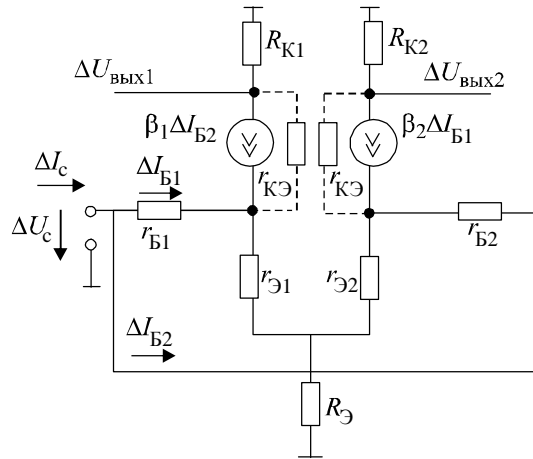 R_К1
R_К2
ΔU_вых1
ΔU_вых2
β₁ΔI_Б2
β₂ΔI_Б1
ΔI_с
ΔI_Б1
r_КЭ
r_КЭ
ΔU_с
r_Б1
r_Б2
r_Э1
r_Э2
ΔI_Б2
R_Э